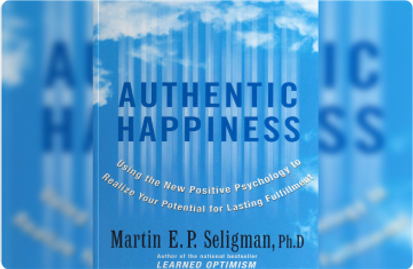 AUTHENTIC
HAPPINESS
Using the New Positive Psychology to
Realize Your Potential for Lasting Fulfillment
Martin E.P. Seligman, Ph.D
Author of the national bestseller
LEARNED OPTIMISM